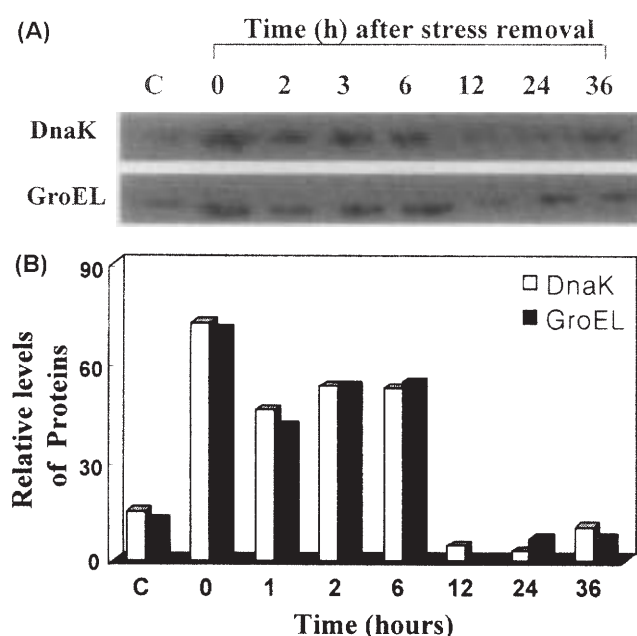 (A) Time (h) after stress removal
C 0 2 3 6 12 24 36
DnaK
GroEL
(B)
90
60
30
0
Relative levels
of Proteins
DnaK
GroEL
C 0 1 2 6 12 24 36
Time (hours)